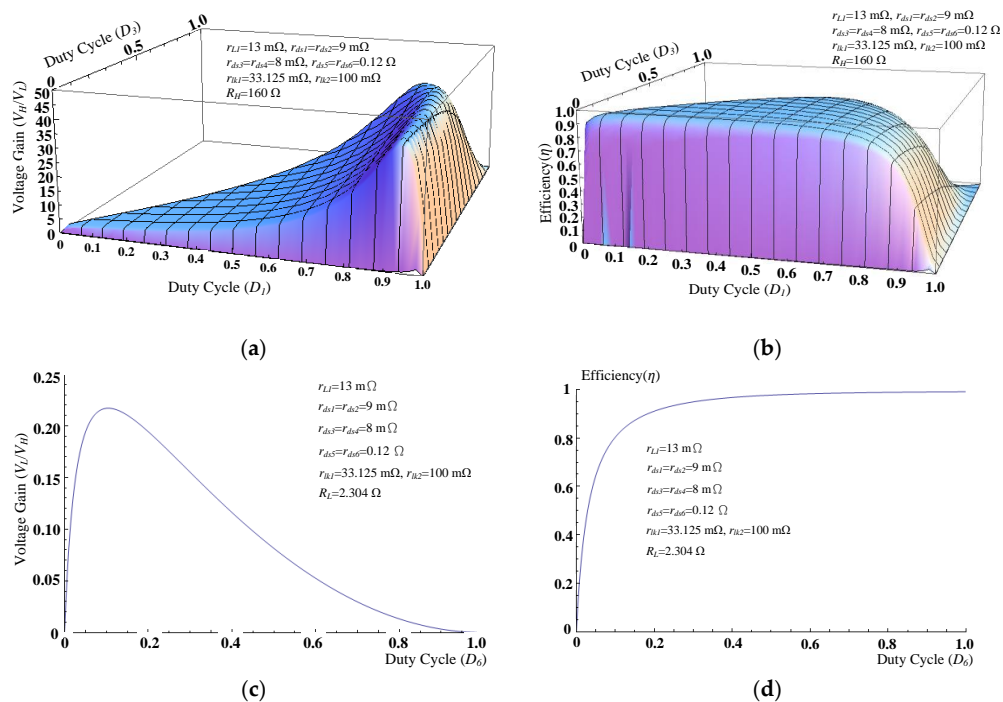 Duty Cycle (D3)
0
0.5
1.0
rL1=13 mΩ, rds1=rds2=9 mΩ
rds3=rds4=8 mΩ, rds5=rds6=0.12 Ω
rlk1=33.125 mΩ, rlk2=100 mΩ
RH=160 Ω
Voltage Gain (VH/VL)
50
45
40
35
30
25
20
15
10
5
0
0
0.1
0.2
0.3
0.4
0.5
0.6
0.7
0.8
0.9
1.0
Duty Cycle (D1)
(a)
Duty Cycle (D3)
0
0.5
1.0
rL1=13 mΩ, rds1=rds2=9 mΩ
rds3=rds4=8 mΩ, rds5=rds6=0.12 Ω
rlk1=33.125 mΩ, rlk2=100 mΩ
RH=160 Ω
Efficiency(η)
1.0
0.9
0.8
0.7
0.6
0.5
0.4
0.3
0.2
0.1
0
0
0.1
0.2
0.3
0.4
0.5
0.6
0.7
0.8
0.9
1.0
Duty Cycle (D1)
(b)
Voltage Gain (VL/VH)
0.25
0.20
0.15
0.10
0.05
0
rL1=13 m Ω
rds1=rds2=9 mΩ
rds3=rds4=8 mΩ
rds5=rds6=0.12 Ω
rlk1=33.125 mΩ, rlk2=100 mΩ
RL=2.304 Ω
0
0.2
0.4
0.6
0.8
1.0
Duty Cycle (D6)
(c)
Efficiency(η)
1
0.8
0.6
0.4
0.2
0
rL1=13 mΩ
rds1=rds2=9 mΩ
rds3=rds4=8 mΩ
rds5=rds6=0.12 Ω
rlk1=33.125 mΩ, rlk2=100 mΩ
RL=2.304 Ω
0
0.2
0.4
0.6
0.8
1.0
Duty Cycle (D6)
(d)